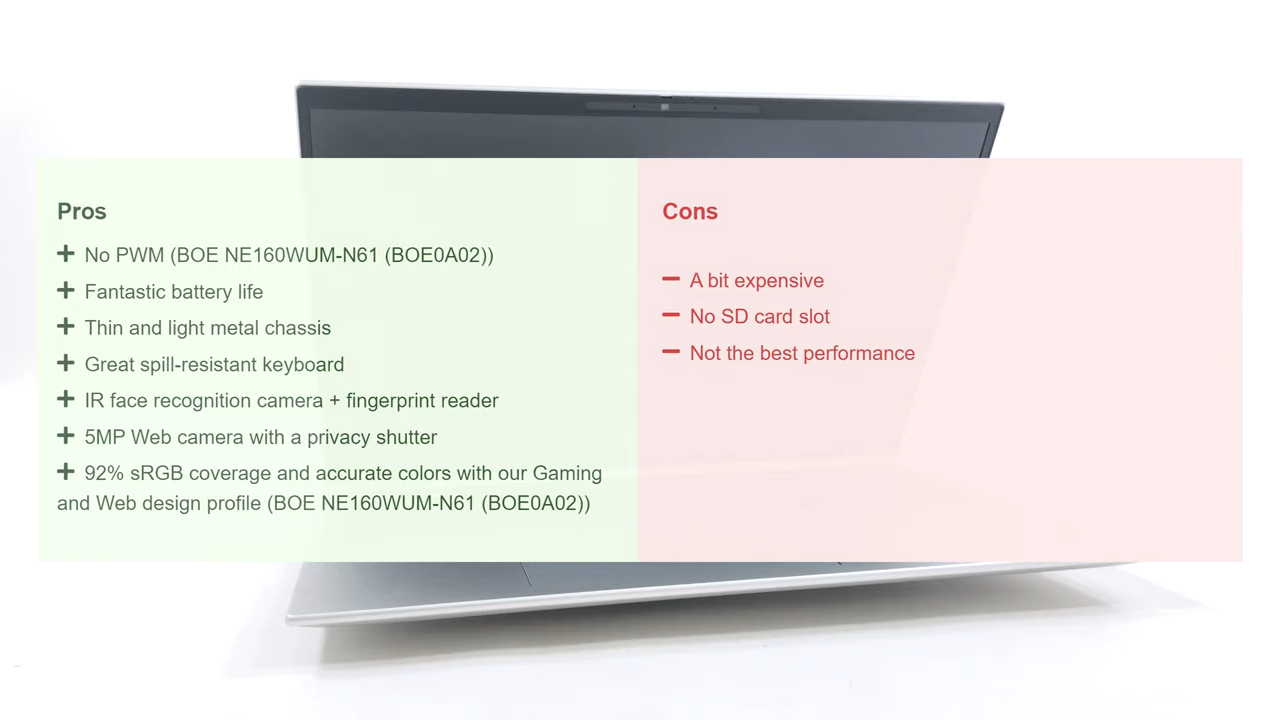 Pros
No PWM (BOE NE160WUM-N61 (BOE0A02))
Fantastic battery life
Thin and light metal chassis
Great spill-resistant keyboard
IR face recognition camera + fingerprint reader
5MP Web camera with a privacy shutter
92% sRGB coverage and accurate colors with our Gaming
and Web design profile (BOE NE160WUM-N61 (BOE0A02))
Cons
A bit expensive
No SD card slot
Not the best performance